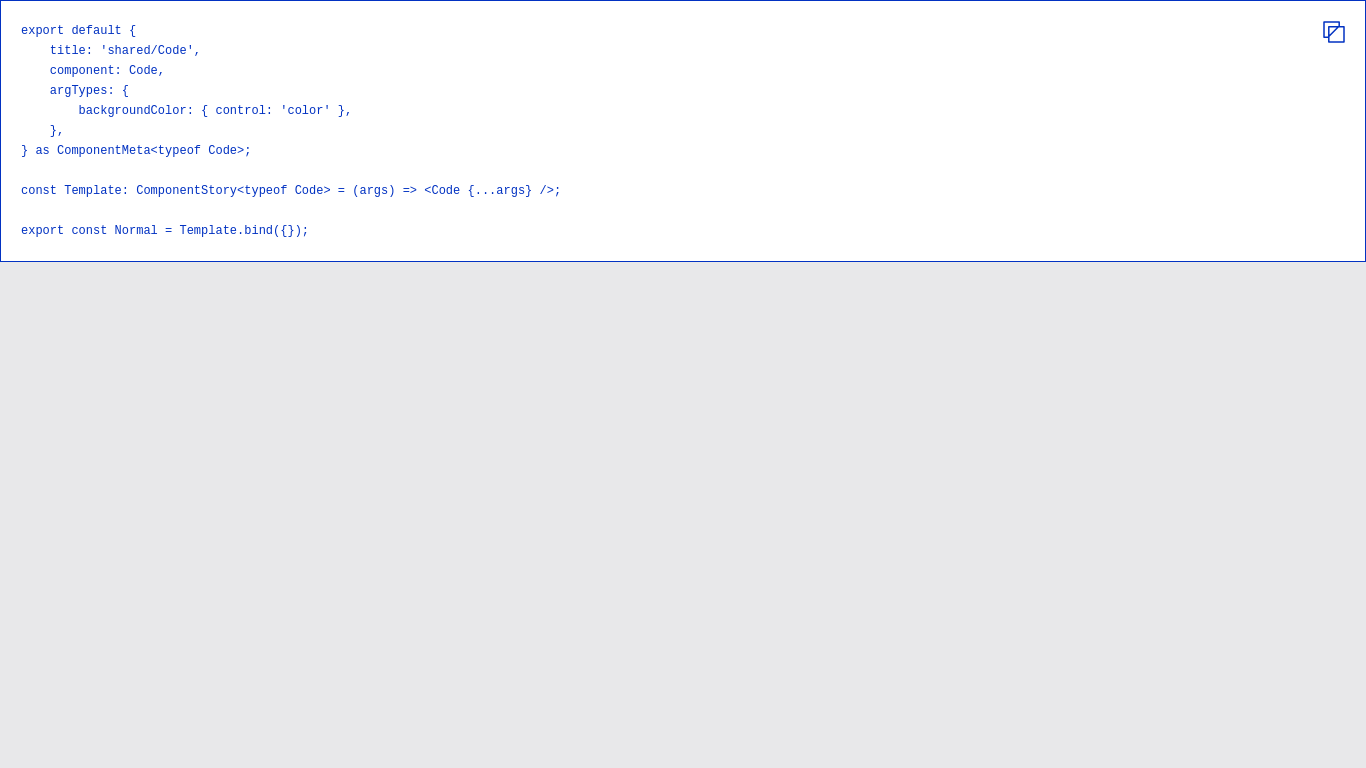 export default {
    title: 'shared/Code',
    component: Code,
    argTypes: {
        backgroundColor: { control: 'color' },
    },
} as ComponentMeta<typeof Code>;

const Template: ComponentStory<typeof Code> = (args) => <Code {...args} />;

export const Normal = Template.bind({});